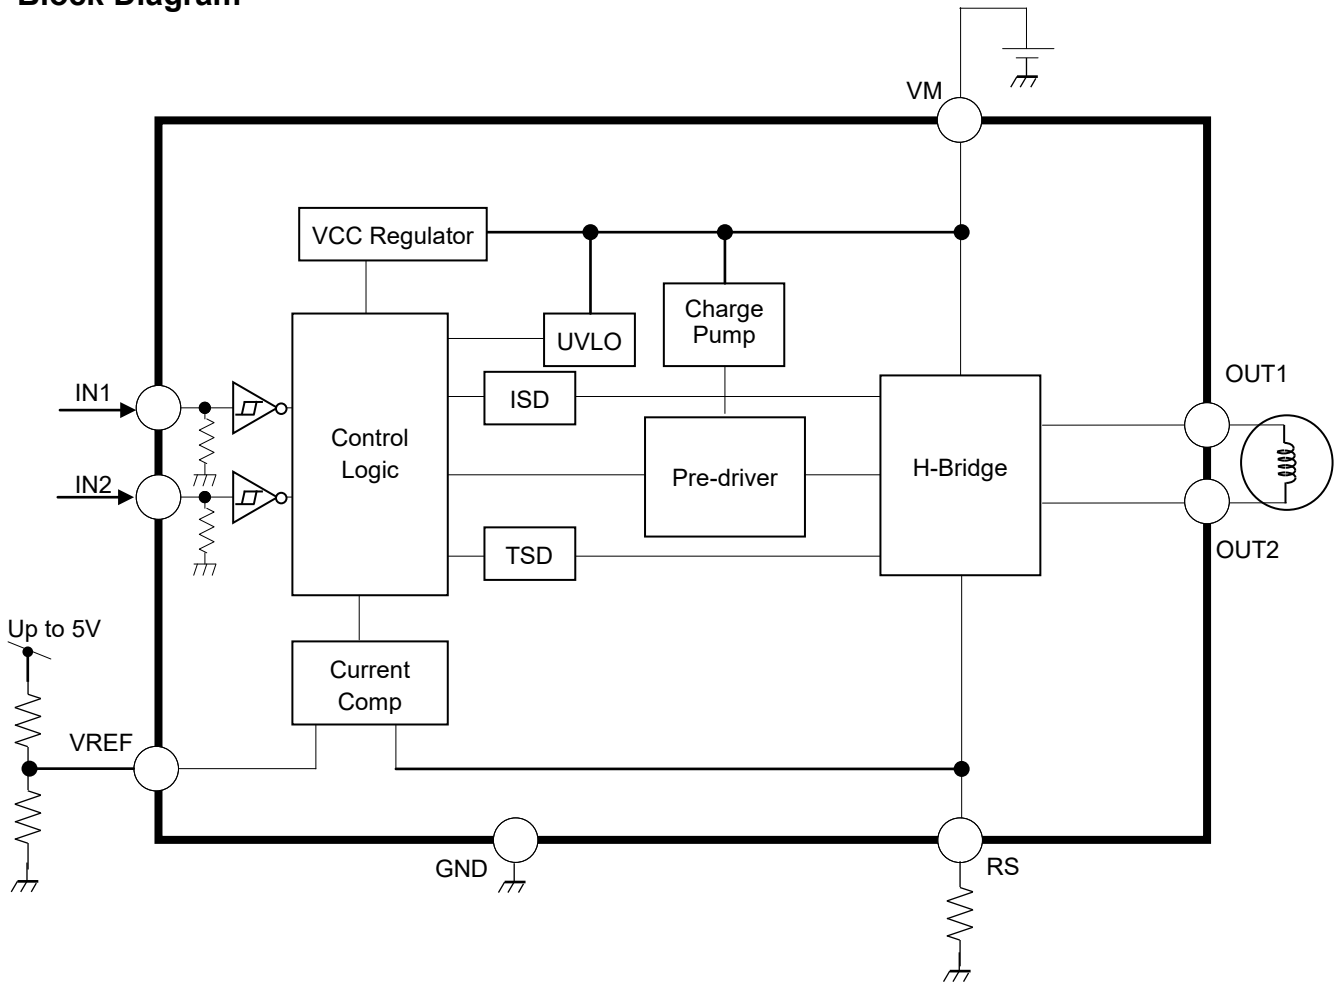 Block Diagram
VM
VCC Regulator
Charge
Pump
UVLO
OUT1
IN1
ISD
Control
Logic
H-Bridge
Pre-driver
IN2
TSD
OUT2
Up to 5V
Current
Comp
VREF
GND
RS